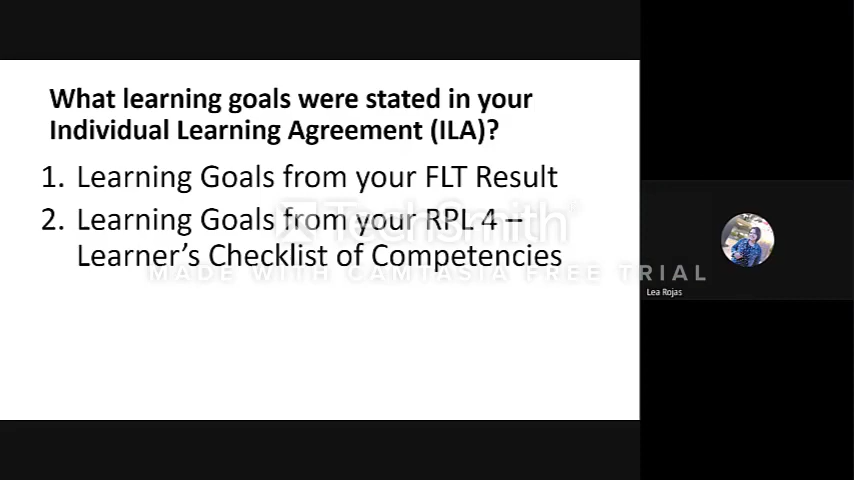 What learning goals were stated in your
Individual Learning Agreement (ILA)?
1. Learning Goals from your FLT Result
2. Learning Goals from your RPL 4 –
Learner’s Checklist of Competencies
TechSmith®
MADE WITH CAMTASIA FREE TRIAL
Lea Rojas